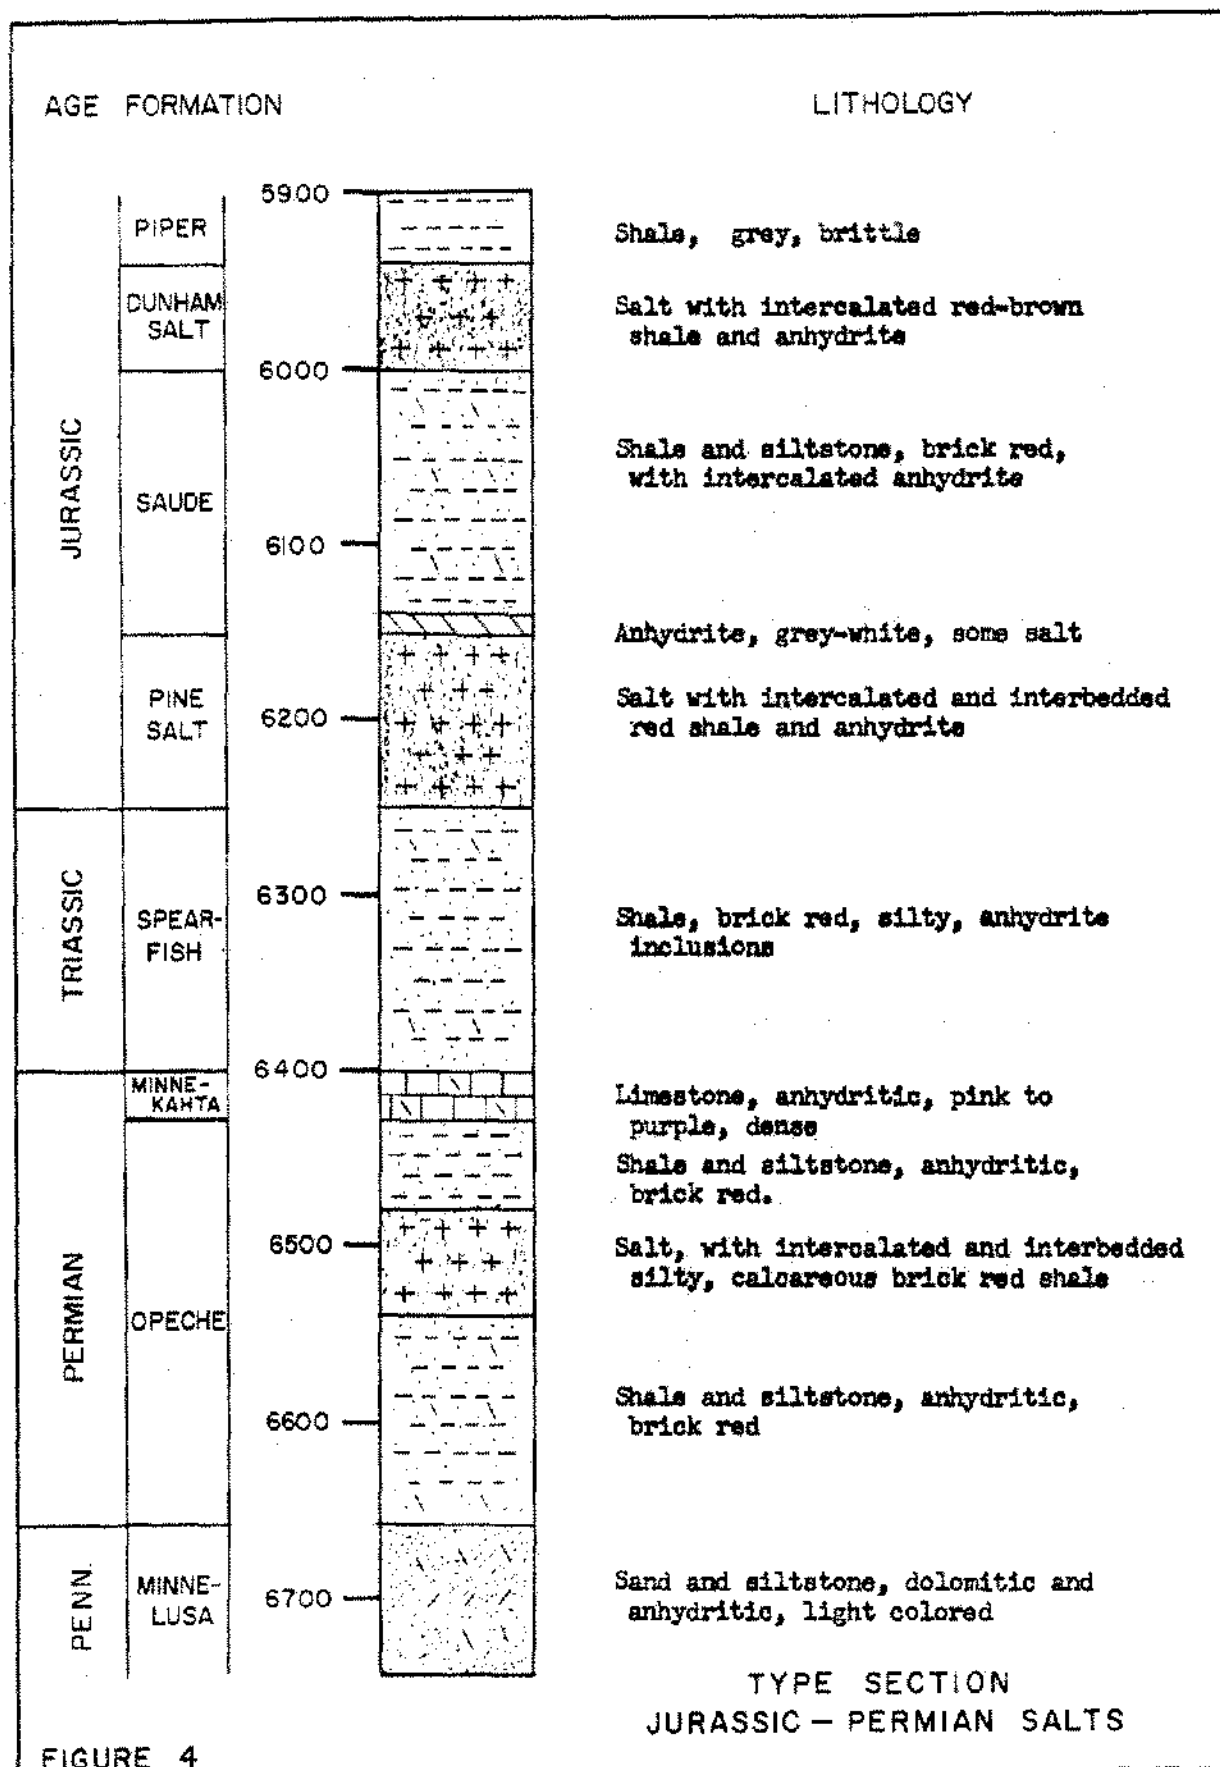 AGE FORMATION LITHOLOGY
5900
PIPER
Shale, grey, brittle
DUNHAM
SALT
Salt with intercalated red-brown
shale and anhydrite
6000
JURASSIC
SAUDE
Shale and siltstone, brick red,
with intercalated anhydrite
6100
Anhydrite, grey-white, some salt
PINE
SALT
6200
Salt with intercalated and interbedded
red shale and anhydrite
TRIASSIC
SPEAR-
FISH
6300
Shale, brick red, silty, anhydrite
inclusions
6400
MINNE-
KAHTA
Limestone, anhydritic, pink to
purple, dense
Shale and siltstone, anhydritic,
brick red.
PERMIAN
OPECHE
6500
Salt, with intercalated and interbedded
silty, calcareous brick red shale
6600
Shale and siltstone, anhydritic,
brick red
PENN.
MINNE-
LUSA
6700
Sand and siltstone, dolomitic and
anhydritic, light colored
TYPE SECTION
JURASSIC – PERMIAN SALTS
FIGURE 4